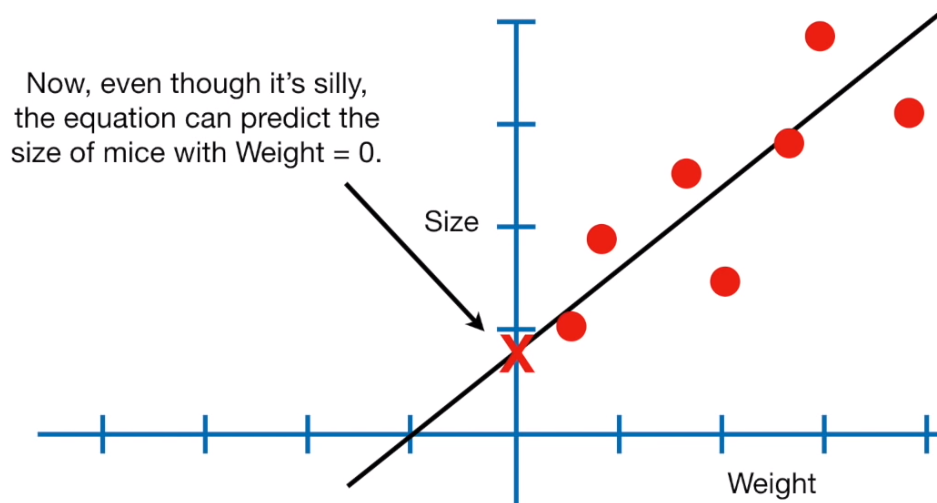 Now, even though it's silly,
the equation can predict the
size of mice with Weight = 0.
Size
X
Weight